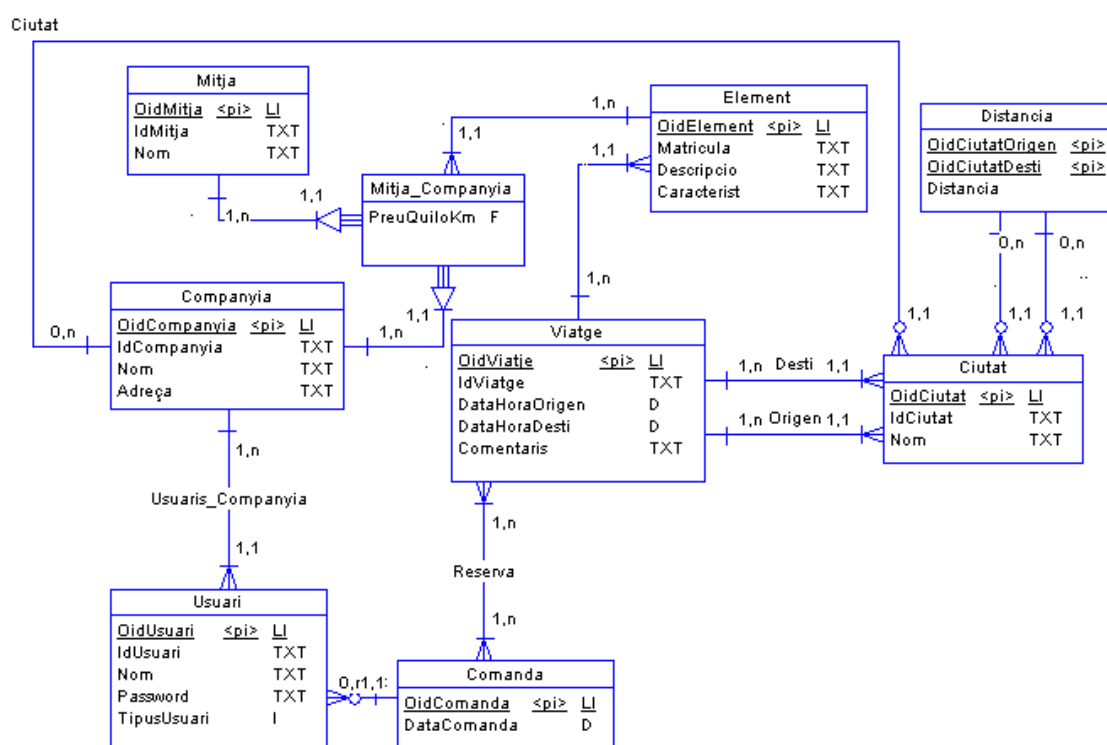 Ciutat
Mitja
OidMitja <pi> LI
IdMitja TXT
Nom TXT
1,n
1,1
Element
OidElement <pi> LI
Matricula TXT
Descripcio TXT
Caracterist TXT
1,1
Distancia
OidCiutatOrigen <pi>
OidCiutatDesti <pi>
Distancia
Mitja_Companyia
PreuQuiloKm F
1,1
1,n
0,n
0,n
1,n
Companyia
OidCompanyia <pi> LI
IdCompanyia TXT
Nom TXT
Adreça TXT
0,n
1,n
1,1
1,1
1,1
1,1
Viatge
OidViatje <pi> LI
IdViatge TXT
DataHoraOrigen D
DataHoraDesti D
Comentaris TXT
1,n Desti 1,1
1,n Origen 1,1
Ciutat
OidCiutat <pi> LI
IdCiutat TXT
Nom TXT
1,n
Usuaris_Companyia
1,1
1,n
Reserva
1,n
Usuari
OidUsuari <pi> LI
IdUsuari TXT
Nom TXT
Password TXT
TipusUsuari I
0,r1,1:
Comanda
OidComanda <pi> LI
DataComanda D